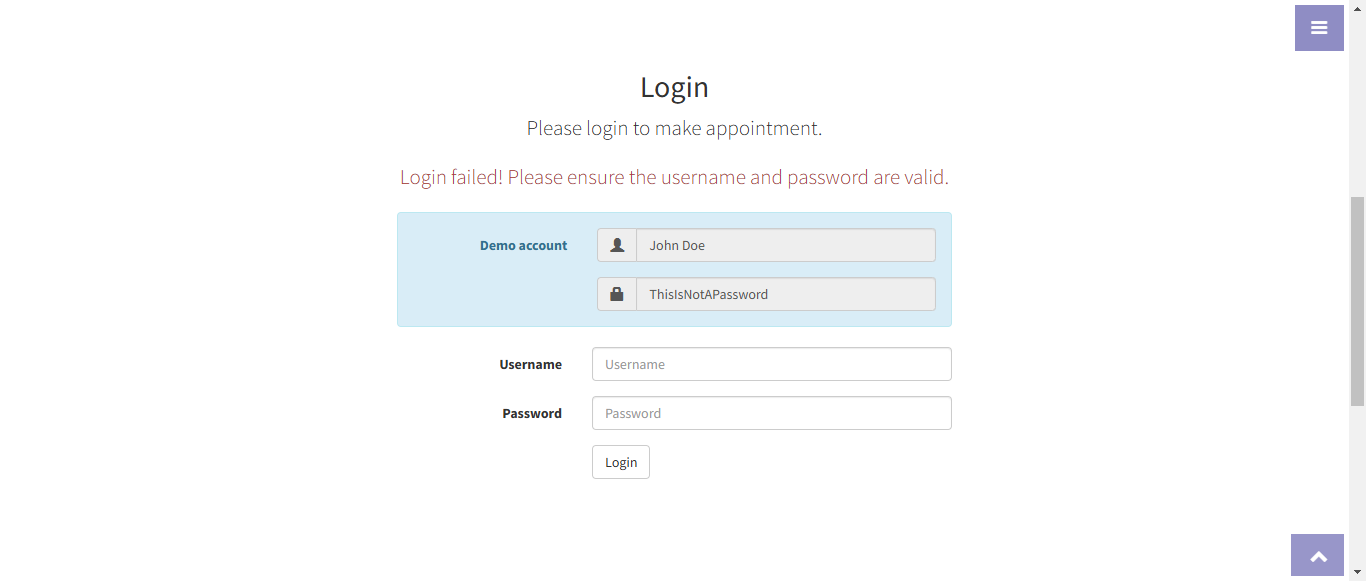 Login
Please login to make appointment.
Login failed! Please ensure the username and password are valid.
Demo account John Doe
ThisIsNotAPassword
Username Username
Password Password
Login